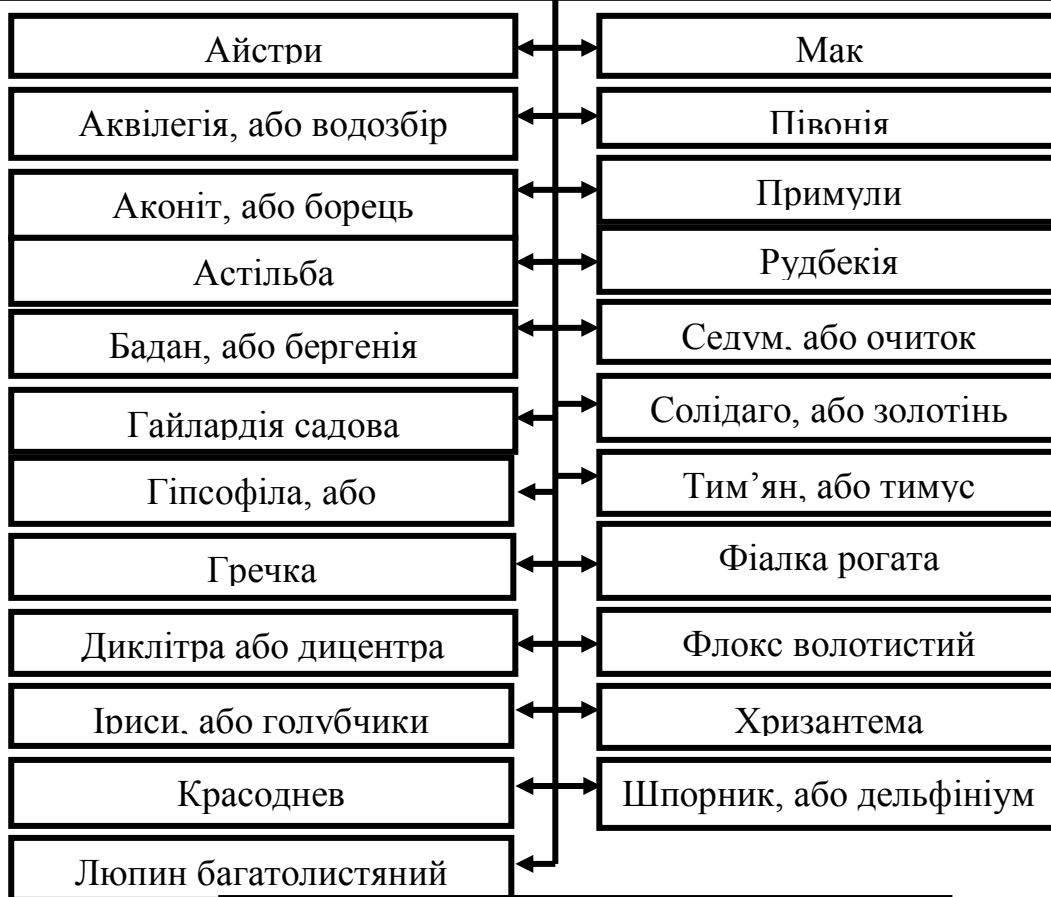 Айстри
Аквілегія, або водозбір
Аконіт, або борець
Астільба
Бадан, або бергенія
Гайлардія садова
Гіпсофіла, або
Гречка
Диклітра або дицентра
Іриси, або голубчики
Красоднев
Люпин багатолистяний
Мак
Півонія
Примули
Рудбекія
Седум, або очиток
Солідаго, або золотінь
Тим’ян, або тимус
Фіалка рогата
Флокс волотистий
Хризантема
Шпорник, або дельфініум